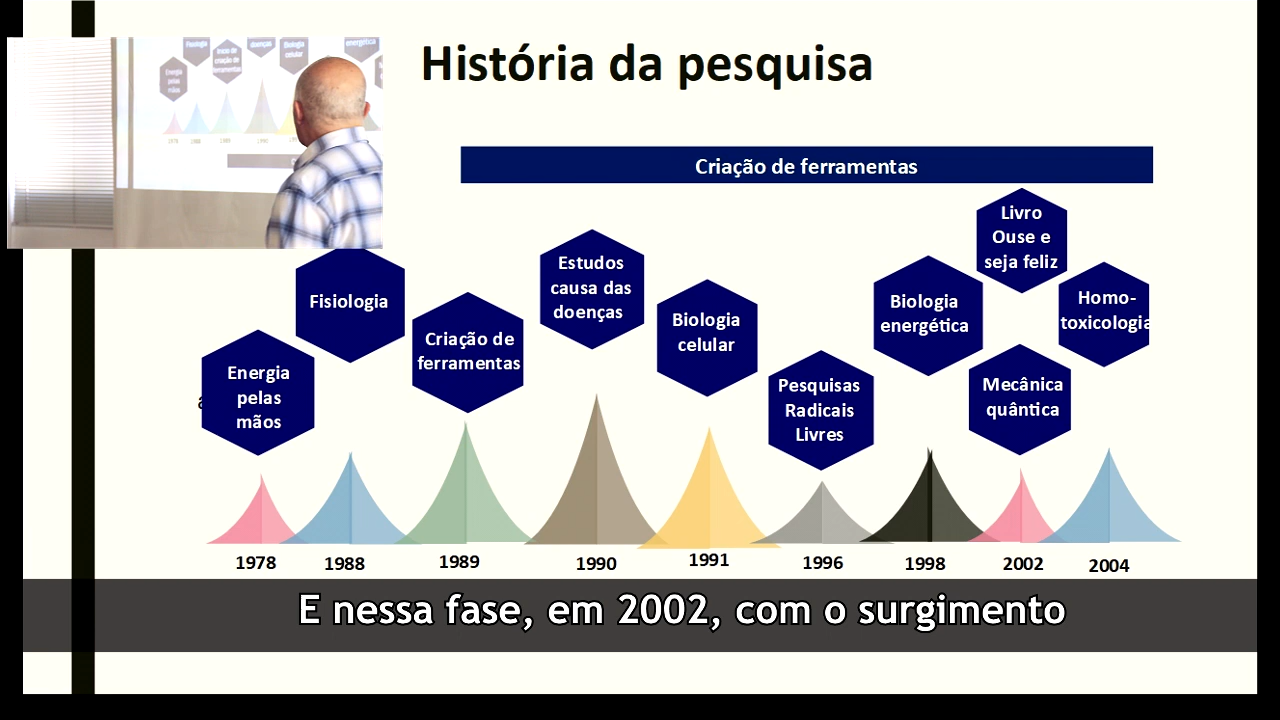 História da pesquisa
Criação de ferramentas
Livro
Ouse e
seja feliz
Estudos
causa das
doenças
Fisiologia
Biologia
energética
Homo-
toxicologia
Biologia
celular
Criação de
ferramentas
Energia
pelas
mãos
Pesquisas
Radicais
Livres
Mecânica
quântica
1978
1988
1989
1990
1991
1996
1998
2002
2004
E nessa fase, em 2002, com o surgimento